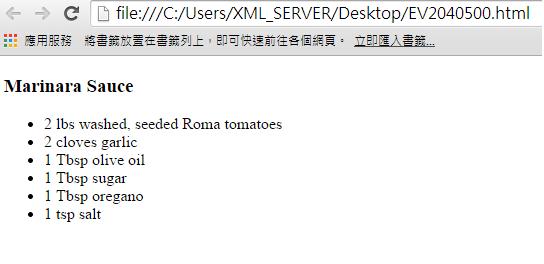 file:///C:/Users/XML_SERVER/Desktop/EV2040500.html
應用服務 將書籤放置在書籤列上，即可快速前往各個網頁。 立即匯入書籤...
Marinara Sauce
2 lbs washed, seeded Roma tomatoes
2 cloves garlic
1 Tbsp olive oil
1 Tbsp sugar
1 Tbsp oregano
1 tsp salt